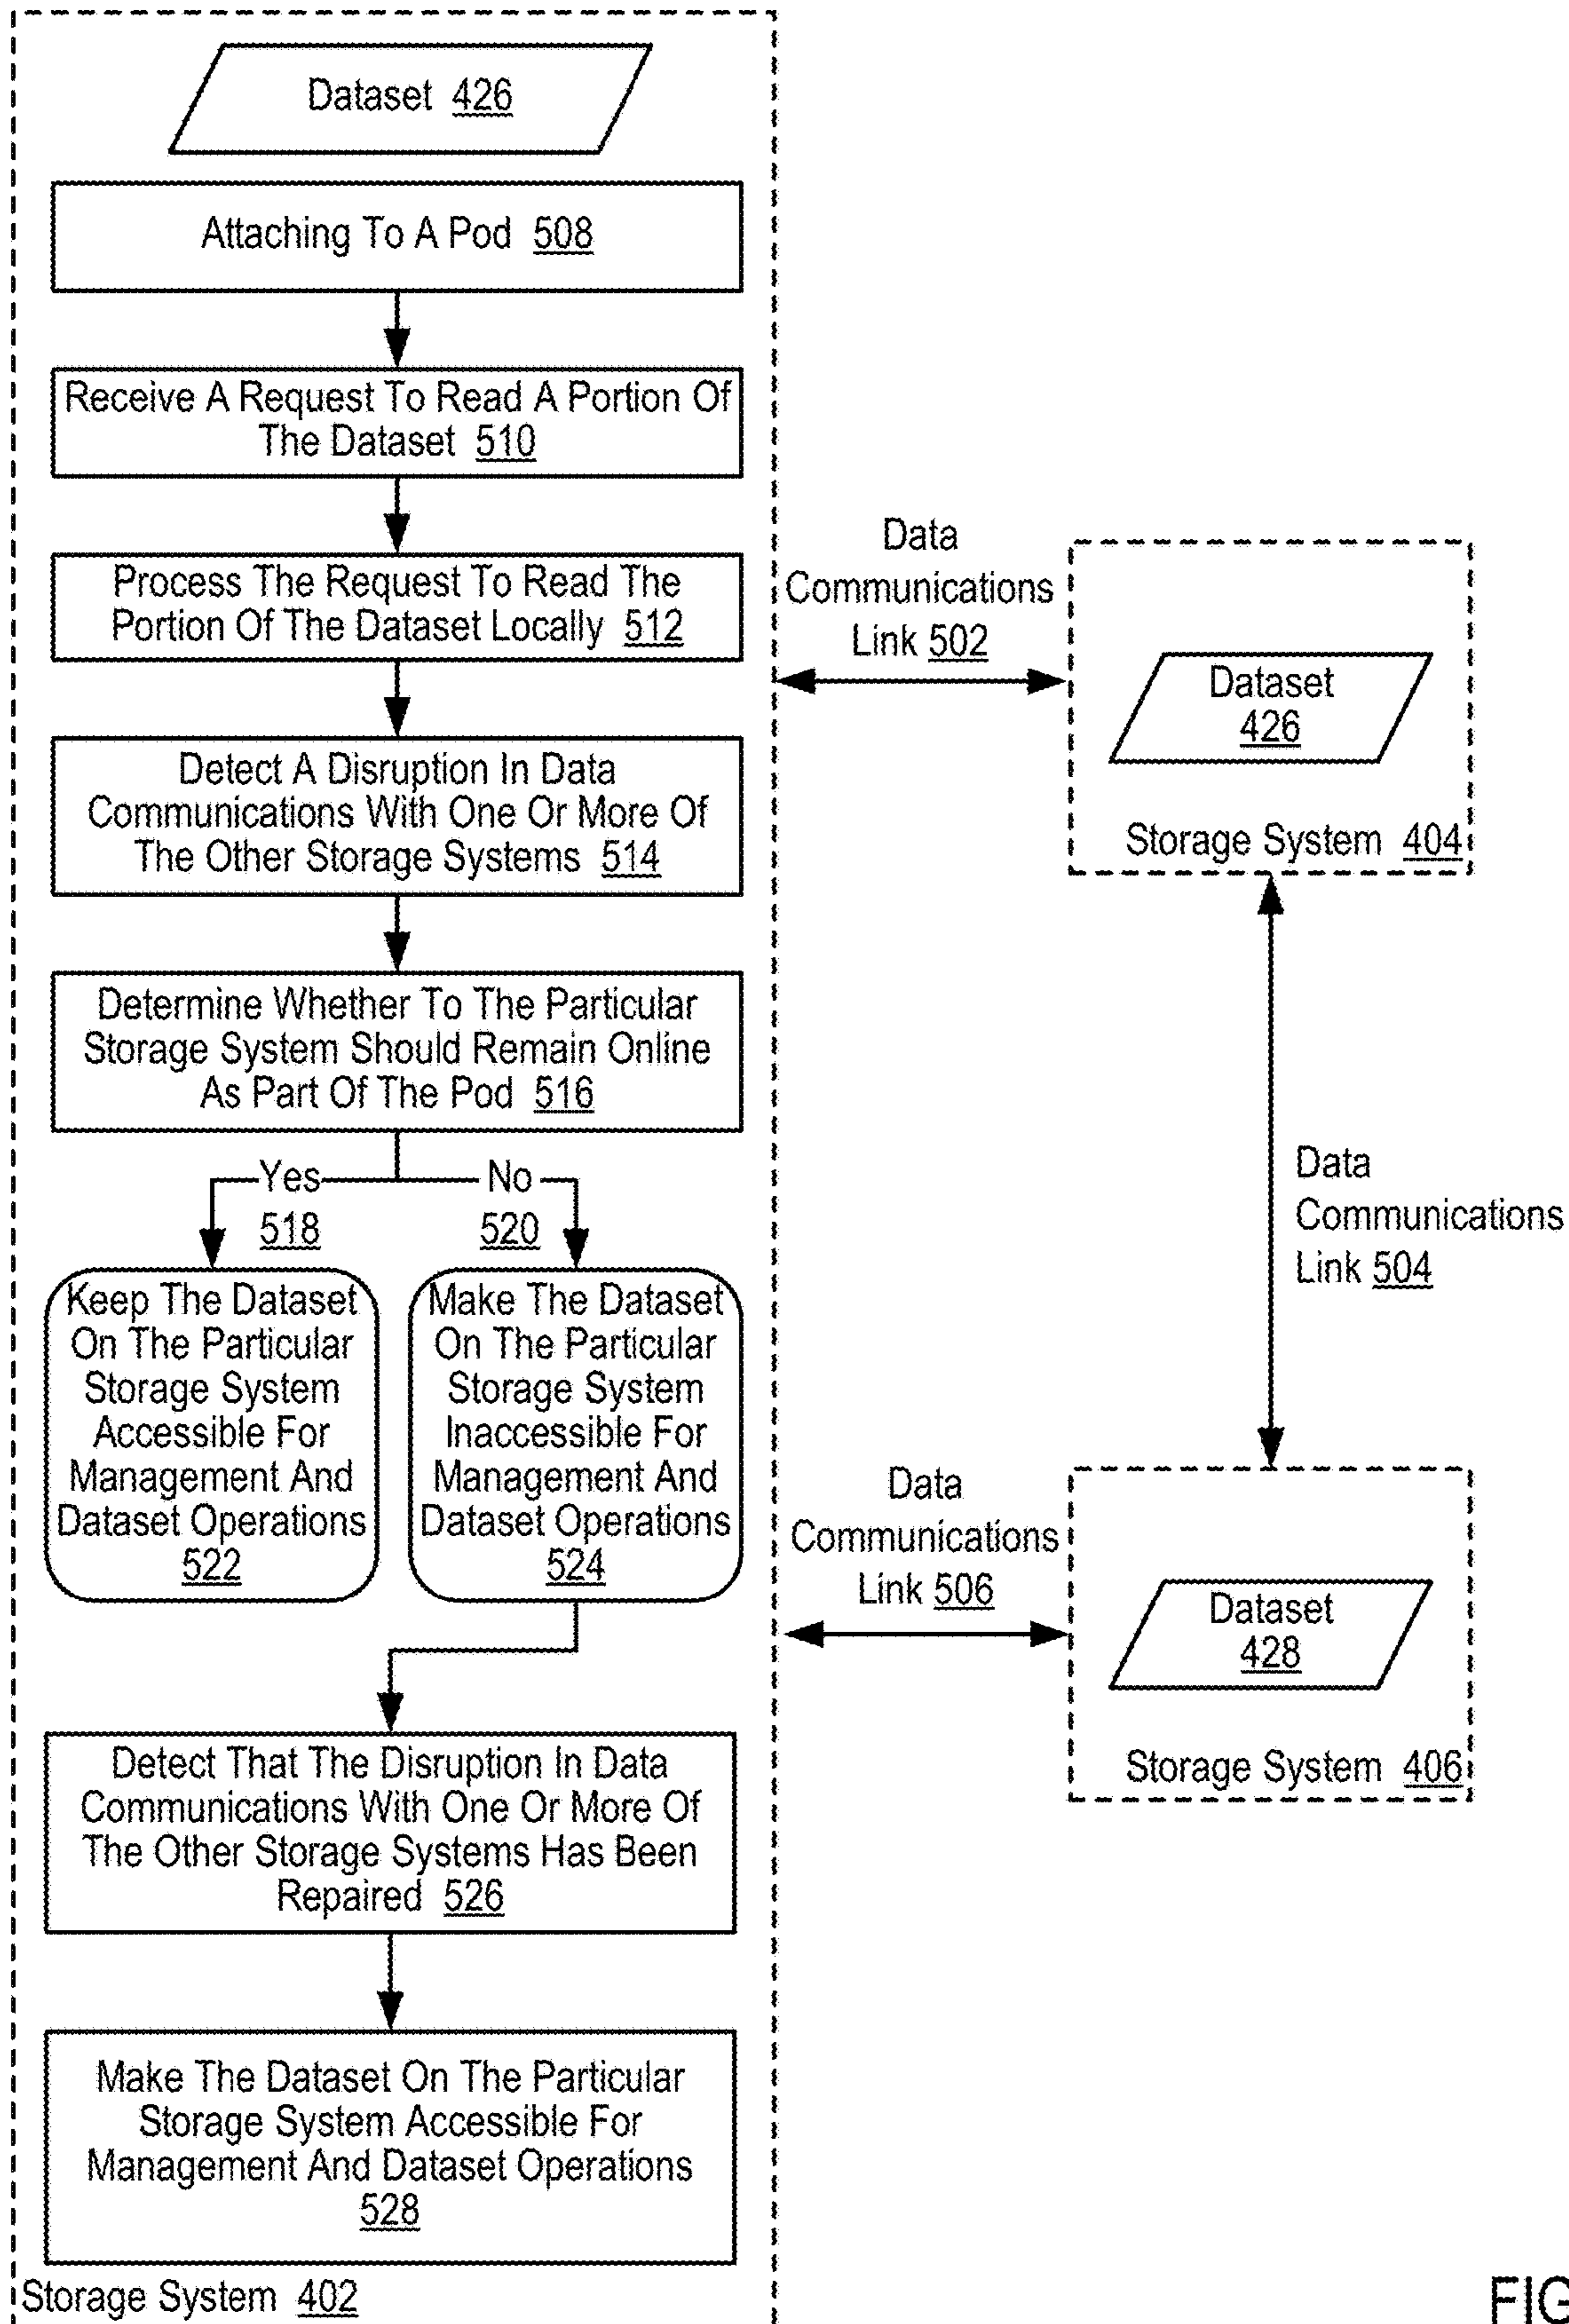 Dataset 426
Attaching To A Pod 508
Receive A Request To Read A Portion Of
The Dataset 510
Process The Request To Read The
Portion Of The Dataset Locally 512
Detect A Disruption In Data
Communications With One Or More Of
The Other Storage Systems 514
Determine Whether To The Particular
Storage System Should Remain Online
As Part Of The Pod 516
Yes
518
No
520
Keep The Dataset
On The Particular
Storage System
Accessible For
Management And
Dataset Operations
522
Make The Dataset
On The Particular
Storage System
Inaccessible For
Management And
Dataset Operations
524
Detect That The Disruption In Data
Communications With One Or More Of
The Other Storage Systems Has Been
Repaired 526
Make The Dataset On The Particular
Storage System Accessible For
Management And Dataset Operations
528
Storage System 402
Data
Communications
Link 502
Dataset
426
Storage System 404
Data
Communications
Link 504
Data
Communications
Link 506
Dataset
428
Storage System 406
FIG